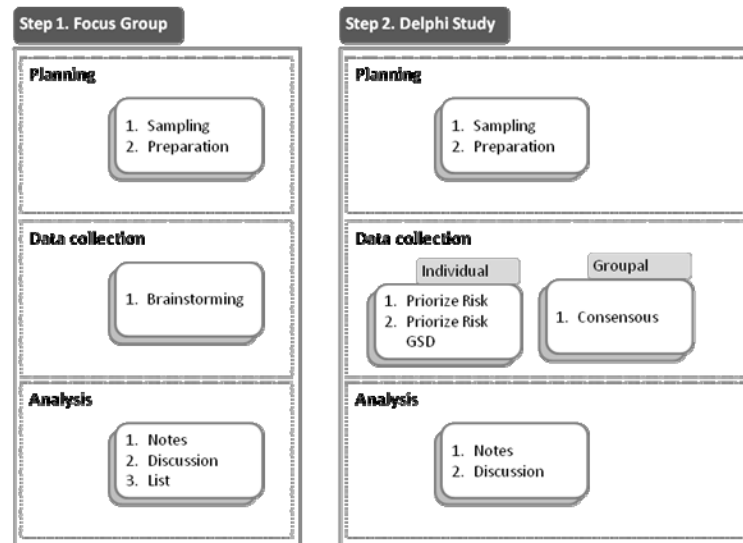 Step 1. Focus Group
Planning
1. Sampling
2. Preparation
Data collection
1. Brainstorming
Analysis
1. Notes
2. Discussion
3. List
Step 2. Delphi Study
Planning
1. Sampling
2. Preparation
Data collection
Individual
1. Priorize Risk
2. Priorize Risk
GSD
Groupal
1. Consensous
Analysis
1. Notes
2. Discussion